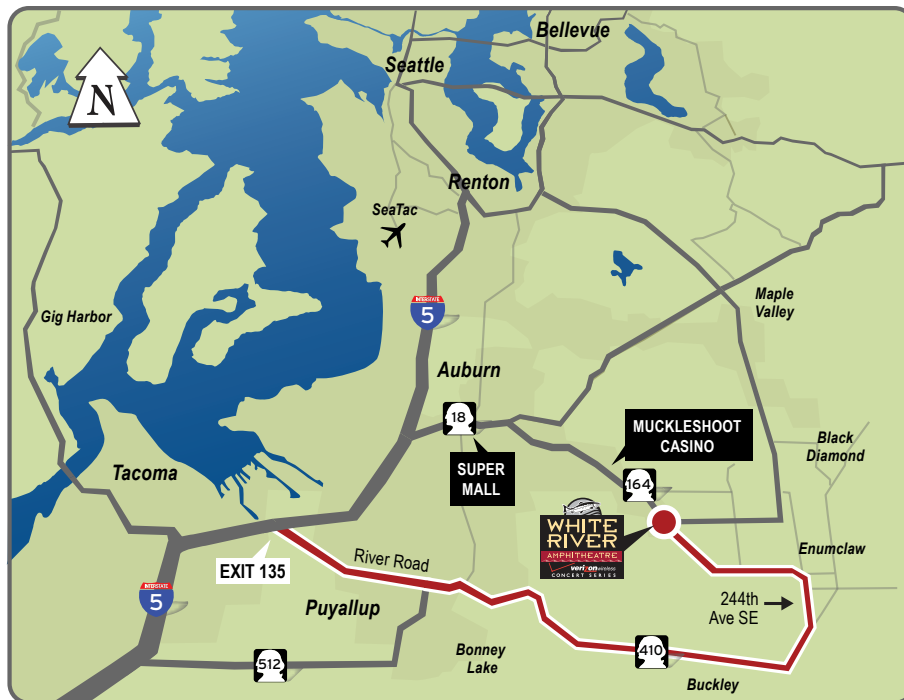 Bellevue
Seattle
N
Renton
SeaTac
INTERSTATE
5
Gig Harbor
Maple
Valley
Auburn
18
MUCKLESHOOT
CASINO
Black
Diamond
SUPER
MALL
Tacoma
164
WHITE
RIVER
AMPHITHEATRE
verizonwireless
CONCERT SERIES
Enumclaw
EXIT 135
River Road
INTERSTATE
5
Puyallup
244th
Ave SE
Bonney
Lake
410
512
Buckley